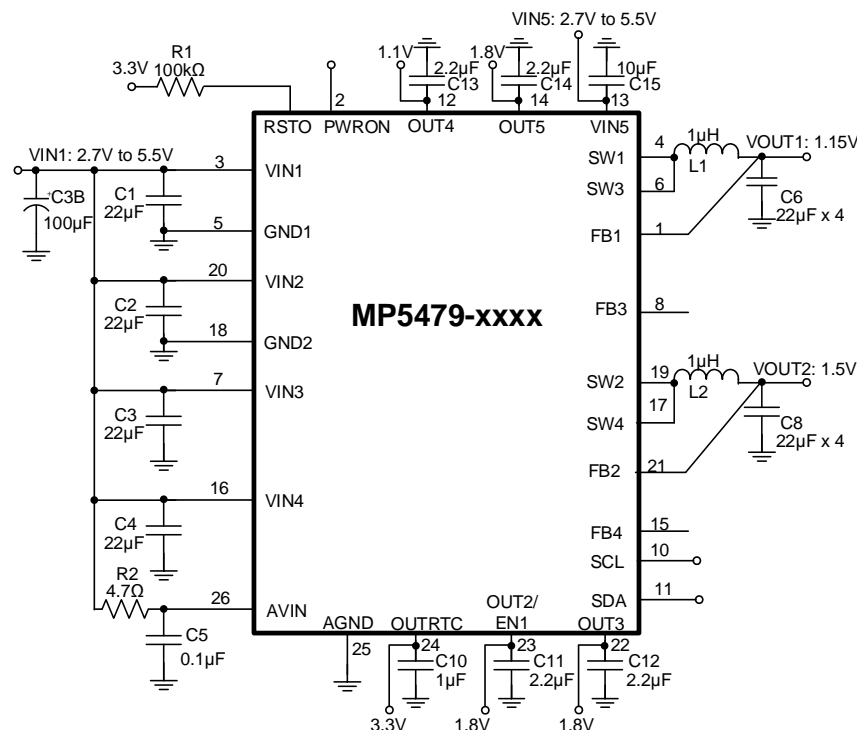 VIN5: 2.7V to 5.5V
R1
100kΩ
3.3V
1.1V
2.2µF
C13
1.8V
2.2µF
C14
10µF
C15
2
12
14
13
RSTO
PWRON
OUT4
OUT5
VIN5
VIN1: 2.7V to 5.5V
3
VIN1
+
C3B
100µF
C1
22µF
5
GND1
20
VIN2
C2
22µF
18
GND2
7
VIN3
C3
22µF
16
VIN4
C4
22µF
R2
4.7Ω
26
AVIN
C5
0.1µF
MP5479-xxxx
SW1
4
1µH
L1
VOUT1: 1.15V
SW3
6
C6
22µF x 4
FB1
1
FB3
8
SW2
19
1µH
L2
VOUT2: 1.5V
SW4
17
C8
22µF x 4
FB2
21
FB4
15
SCL
10
SDA
11
AGND
OUTRTC
OUT2/
EN1
OUT3
25
24
23
22
C10
1µF
C11
2.2µF
C12
2.2µF
3.3V
1.8V
1.8V